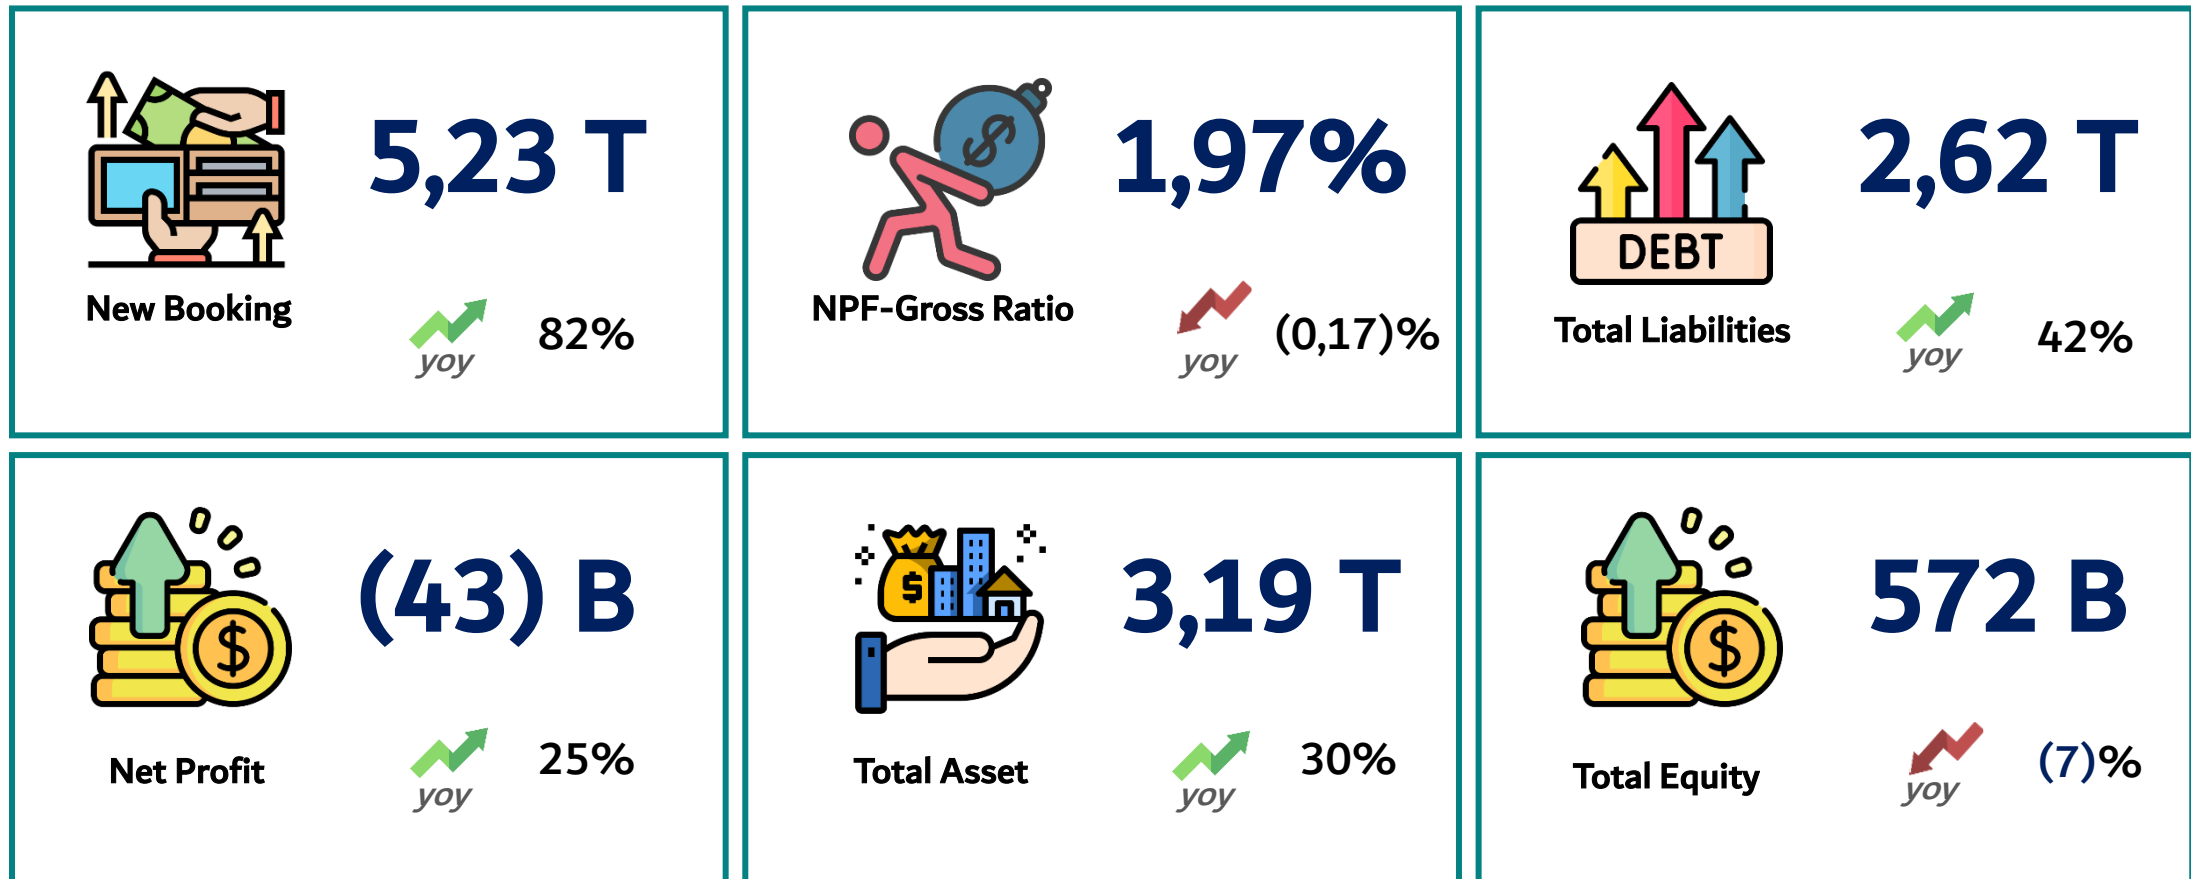 5,23 T
New Booking
yoy
82%
$
1,97%
NPF-Gross Ratio
yoy
(0,17)%
2,62 T
DEBT
Total Liabilities
yoy
42%
$
(43) B
Net Profit
yoy
25%
$
3,19 T
Total Asset
yoy
30%
$
572 B
Total Equity
yoy
(7)%